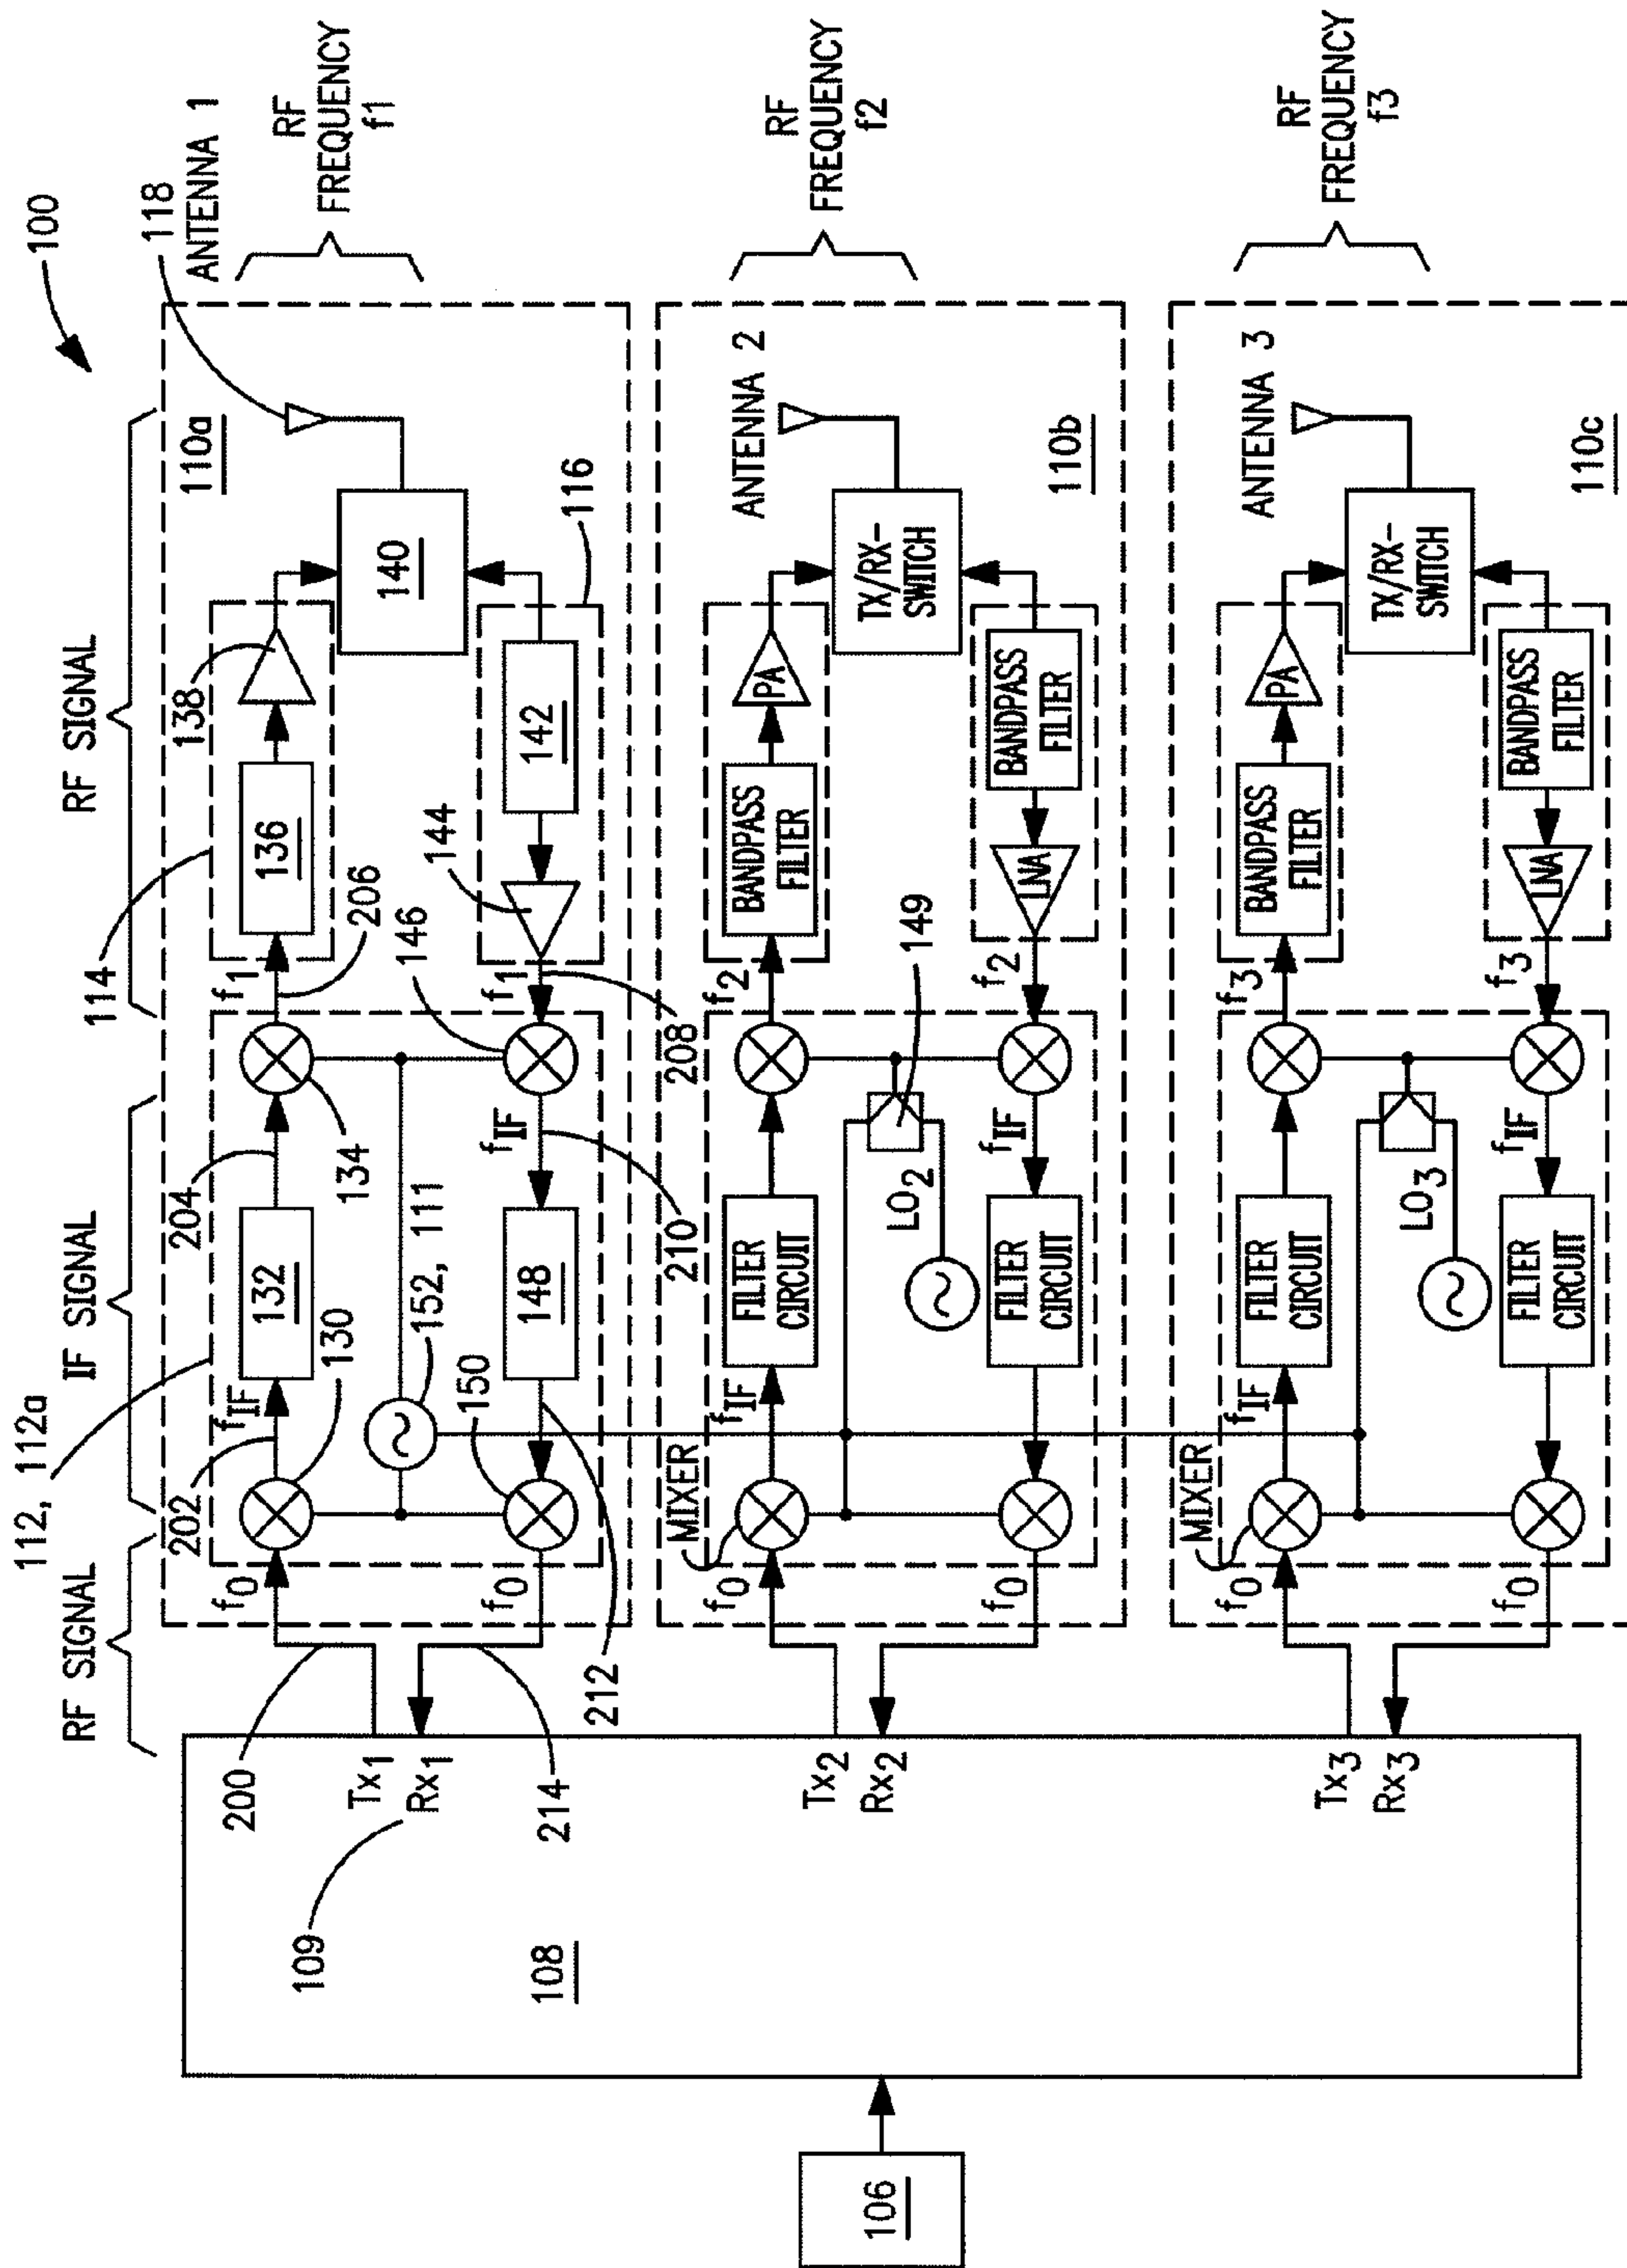 100
RF SIGNAL
IF SIGNAL
RF SIGNAL
112, 112a
114
118
ANTENNA 1
RF
FREQUENCY
f1
110a
200
f0
202
fIF
130
132
204
134
f1
206
136
138
140
116
142
144
f1
208
146
fIF
210
148
152, 111
150
212
f0
214
Tx1
Rx1
109
108
106
Tx2
Rx2
f0
MIXER
fIF
FILTER
CIRCUIT
f2
BANDPASS
FILTER
PA
ANTENNA 2
TX/RX-
SWITCH
RF
FREQUENCY
f2
LO2
149
f0
FILTER
CIRCUIT
fIF
f2
LNA
BANDPASS
FILTER
110b
Tx3
Rx3
f0
MIXER
fIF
FILTER
CIRCUIT
f3
BANDPASS
FILTER
PA
ANTENNA 3
TX/RX-
SWITCH
RF
FREQUENCY
f3
LO3
f0
FILTER
CIRCUIT
fIF
f3
LNA
BANDPASS
FILTER
110c